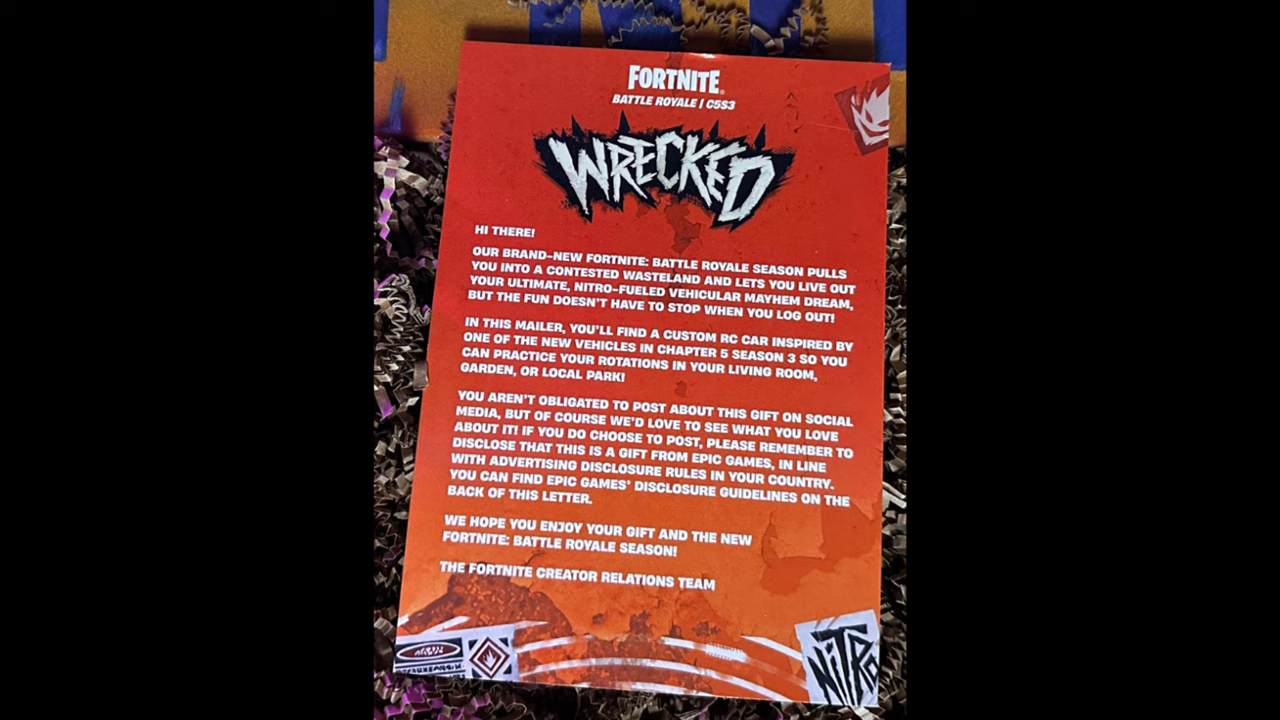 FORTNITE
BATTLE ROYALE | C5S3
WRECKED
HI THERE!
OUR BRAND-NEW FORTNITE: BATTLE ROYALE SEASON PULLS
YOU INTO A CONTESTED WASTELAND AND LETS YOU LIVE OUT
YOUR ULTIMATE, NITRO-FUELED VEHICULAR MAYHEM DREAM,
BUT THE FUN DOESN'T HAVE TO STOP WHEN YOU LOG OUT!
IN THIS MAILER, YOU'LL FIND A CUSTOM RC CAR INSPIRED BY
ONE OF THE NEW VEHICLES IN CHAPTER 5 SEASON 3 SO YOU
CAN PRACTICE YOUR ROTATIONS IN YOUR LIVING ROOM,
GARDEN, OR LOCAL PARK!
YOU AREN'T OBLIGATED TO POST ABOUT THIS GIFT ON SOCIAL
MEDIA, BUT OF COURSE WE'D LOVE TO SEE WHAT YOU LOVE
ABOUT IT! IF YOU DO CHOOSE TO POST, PLEASE REMEMBER TO
DISCLOSE THAT THIS IS A GIFT FROM EPIC GAMES, IN LINE
WITH ADVERTISING DISCLOSURE RULES IN YOUR COUNTRY.
YOU CAN FIND EPIC GAMES' DISCLOSURE GUIDELINES ON THE
BACK OF THIS LETTER.
WE HOPE YOU ENJOY YOUR GIFT AND THE NEW
FORTNITE: BATTLE ROYALE SEASON!
THE FORTNITE CREATOR RELATIONS TEAM
NITRO